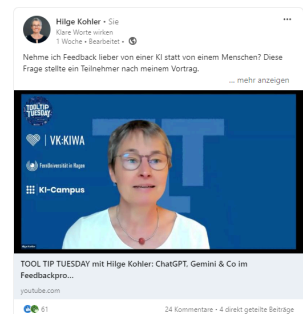 Hilge Kohler • Sie
Klare Worte wirken
1 Woche • Bearbeitet •
Nehme ich Feedback lieber von einer KI statt von einem Menschen? Diese
Frage stellte ein Teilnehmer nach meinem Vortrag.
... mehr anzeigen
TOOLTIP
TUESDAY
VK:KIWA
FernUniversität in Hagen
KI-Campus
TOOL TIP TUESDAY mit Hilge Kohler: ChatGPT, Gemini & Co im
Feedbackpro...
youtube.com
61
24 Kommentare • 4 direkt geteilte Beiträge